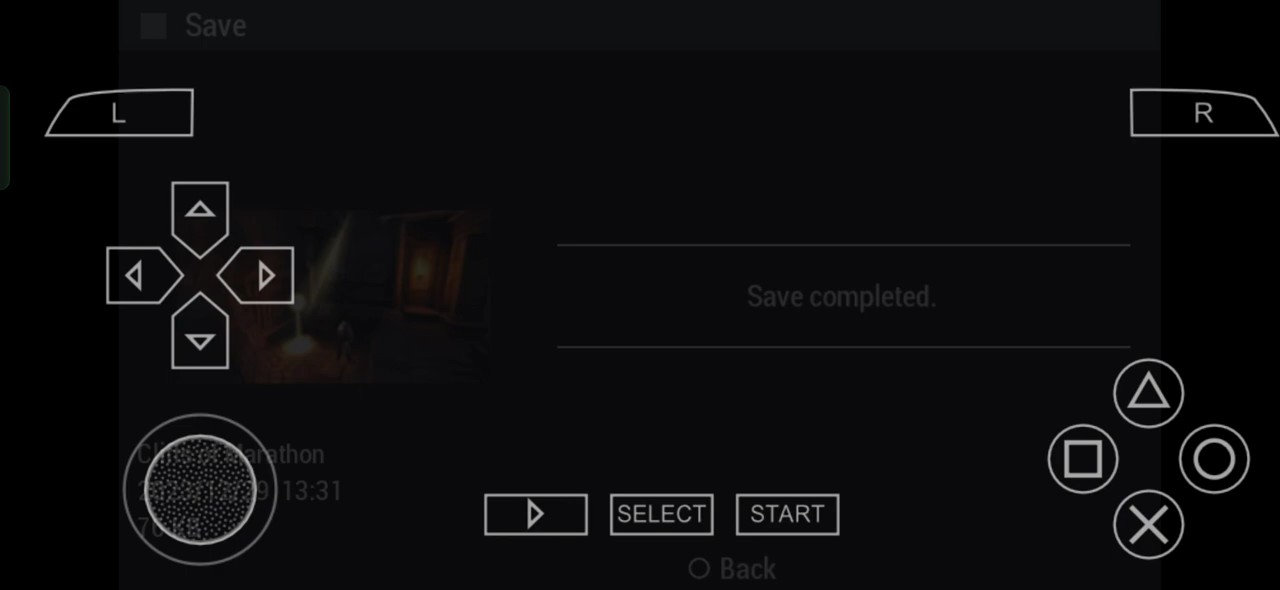 Save
L
R
Save completed.
Marathon
13:31
SELECT
START
Back